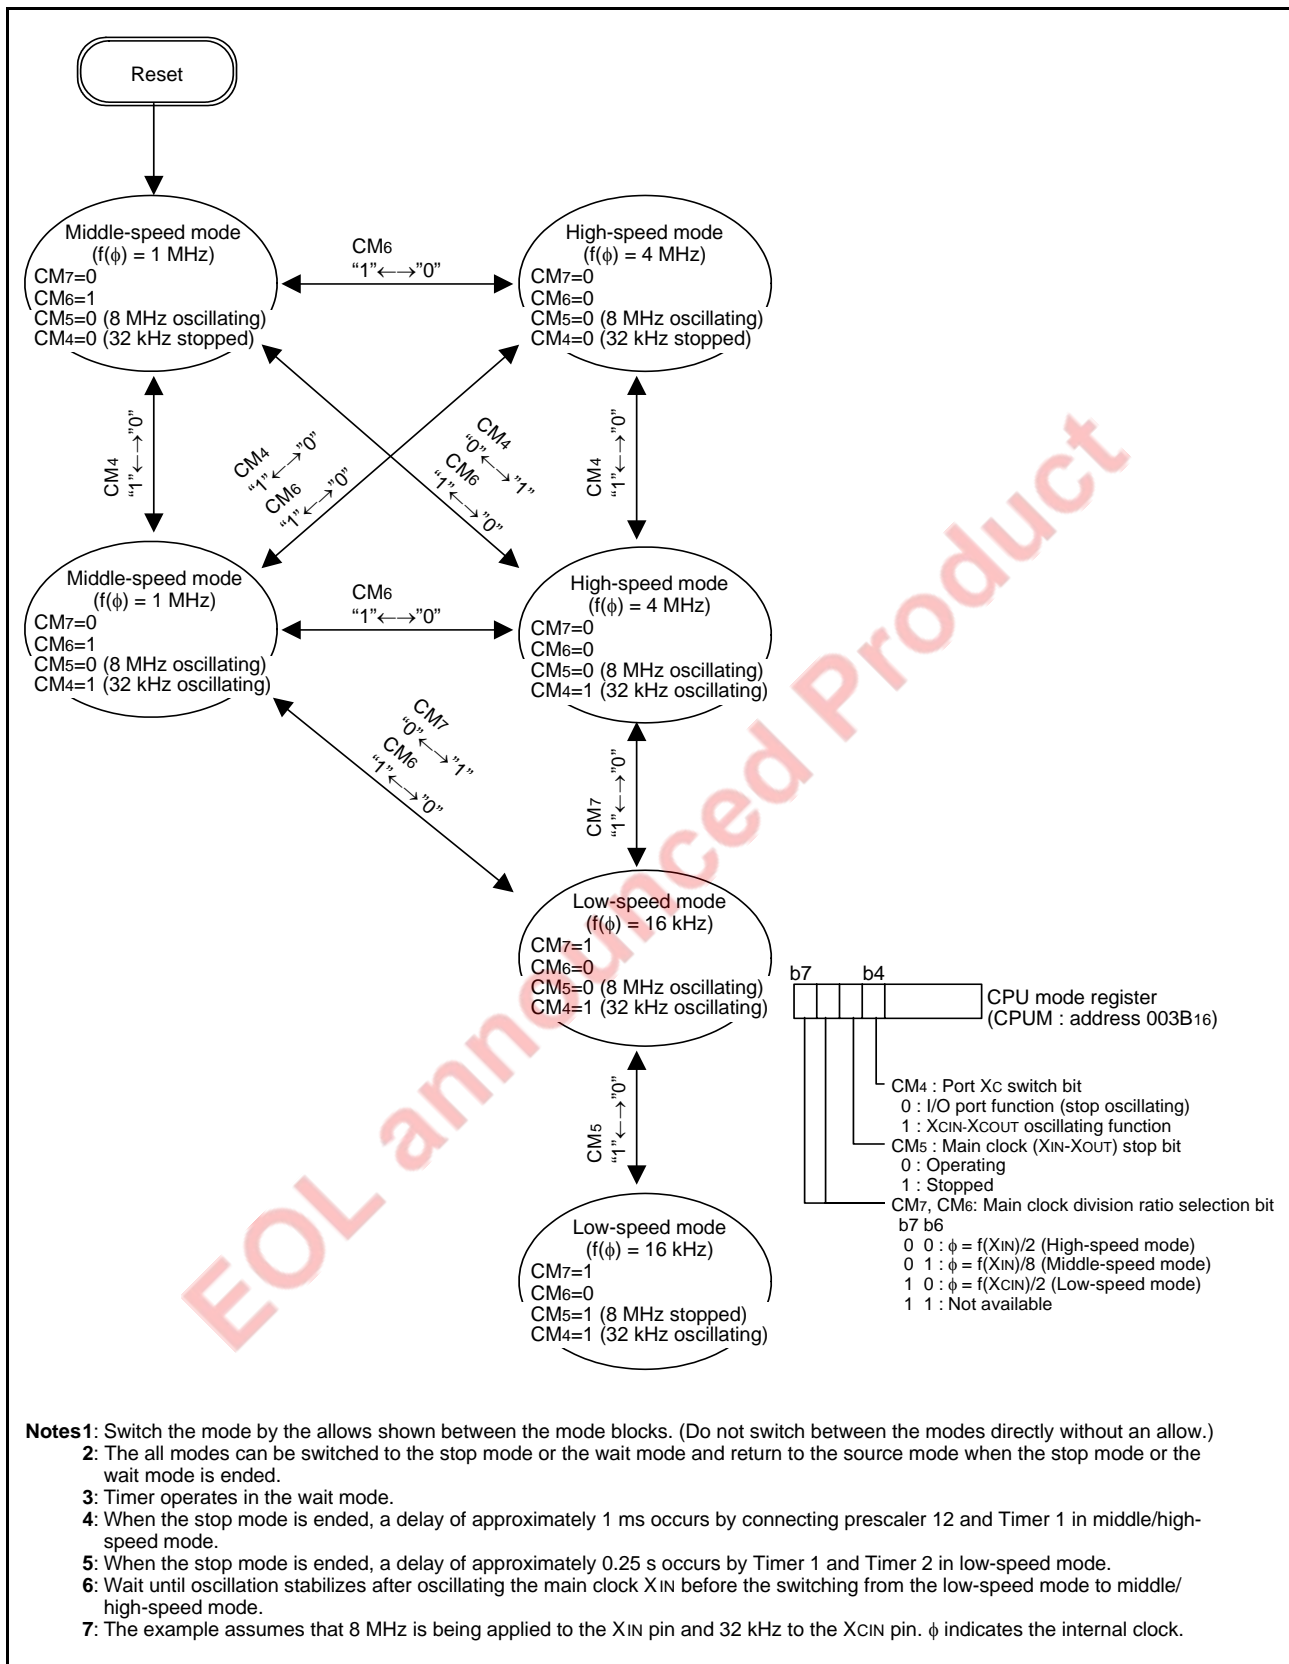 Reset
Middle-speed mode
(f(ϕ) = 1 MHz)
CM7=0
CM6=1
CM5=0 (8 MHz oscillating)
CM4=0 (32 kHz stopped)
CM6
“1”←→”0”
High-speed mode
(f(ϕ) = 4 MHz)
CM7=0
CM6=0
CM5=0 (8 MHz oscillating)
CM4=0 (32 kHz stopped)
CM4
“1”←→”0”
CM4
“1”←→”0”
CM6
“1”←→”0”
CM4
“0”←→”1”
CM6
“1”←→”0”
CM4
“1”←→”0”
Middle-speed mode
(f(ϕ) = 1 MHz)
CM7=0
CM6=1
CM5=0 (8 MHz oscillating)
CM4=1 (32 kHz oscillating)
CM6
“1”←→”0”
High-speed mode
(f(ϕ) = 4 MHz)
CM7=0
CM6=0
CM5=0 (8 MHz oscillating)
CM4=1 (32 kHz oscillating)
CM7
“0”←→”1”
CM6
“1”←→”0”
CM7
“1”←→”0”
Low-speed mode
(f(ϕ) = 16 kHz)
CM7=1
CM6=0
CM5=0 (8 MHz oscillating)
CM4=1 (32 kHz oscillating)
CM5
“1”←→”0”
Low-speed mode
(f(ϕ) = 16 kHz)
CM7=1
CM6=0
CM5=1 (8 MHz stopped)
CM4=1 (32 kHz oscillating)
b7 b4
CPU mode register
(CPUM : address 003B16)
CM4 : Port XC switch bit
0 : I/O port function (stop oscillating)
1 : XCIN-XCOUT oscillating function
CM5 : Main clock (XIN-XOUT) stop bit
0 : Operating
1 : Stopped
CM7, CM6: Main clock division ratio selection bit
b7 b6
0 0 : ϕ = f(XIN)/2 (High-speed mode)
0 1 : ϕ = f(XIN)/8 (Middle-speed mode)
1 0 : ϕ = f(XCIN)/2 (Low-speed mode)
1 1 : Not available
EOL announced Product
Notes1: Switch the mode by the allows shown between the mode blocks. (Do not switch between the modes directly without an allow.)
2: The all modes can be switched to the stop mode or the wait mode and return to the source mode when the stop mode or the
wait mode is ended.
3: Timer operates in the wait mode.
4: When the stop mode is ended, a delay of approximately 1 ms occurs by connecting prescaler 12 and Timer 1 in middle/high-
speed mode.
5: When the stop mode is ended, a delay of approximately 0.25 s occurs by Timer 1 and Timer 2 in low-speed mode.
6: Wait until oscillation stabilizes after oscillating the main clock XIN before the switching from the low-speed mode to middle/
high-speed mode.
7: The example assumes that 8 MHz is being applied to the XIN pin and 32 kHz to the XCIN pin. ϕ indicates the internal clock.